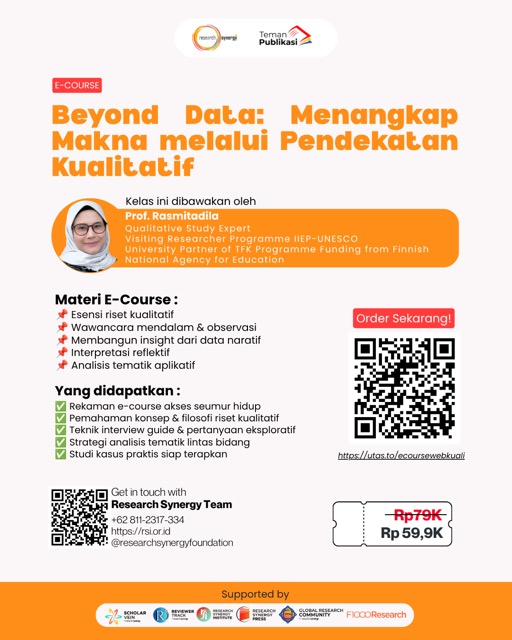 research synergy
Teman
Publikasi
E-COURSE
Beyond Data: Menangkap
Makna melalui Pendekatan
Kualitatif
Kelas ini dibawakan oleh
Prof. Rasmitadila
Qualitative Study Expert
Visiting Researcher Programme IIEP-UNESCO
University Partner of TFK Programme Funding from Finnish
National Agency for Education
Materi E-Course :
📌 Esensi riset kualitatif
📌 Wawancara mendalam & observasi
📌 Membangun insight dari data naratif
📌 Interpretasi reflektif
📌 Analisis tematik aplikatif
Yang didapatkan :
✅ Rekaman e-course akses seumur hidup
✅ Pemahaman konsep & filosofi riset kualitatif
✅ Teknik interview guide & pertanyaan eksploratif
✅ Strategi analisis tematik lintas bidang
✅ Studi kasus praktis siap terapkan
Order Sekarang!
https://utas.to/ecoursewebkuali
Get in touch with
Research Synergy Team
+62 811-2317-334
https://rsi.or.id
@researchsynergyfoundation
Rp79K
Rp 59,9K
Supported by
SCHOLAR
VEIN
REVIEWER
TRACK
RESEARCH
SYNERGY
INSTITUTE
RESEARCH
SYNERGY
PRESS
GLOBAL RESEARCH
COMMUNITY
F1000Research